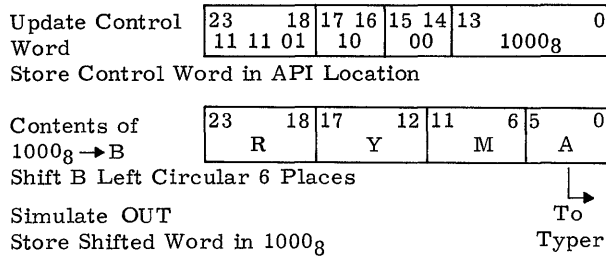 Update Control Word
23 18 17 16 15 14 13 0
11 11 01 10 00 1000₈
Store Control Word in API Location
Contents of 1000₈ → B
23 18 17 12 11 6 5 0
R Y M A
Shift B Left Circular 6 Places
Simulate OUT
Store Shifted Word in 1000₈
To Typer